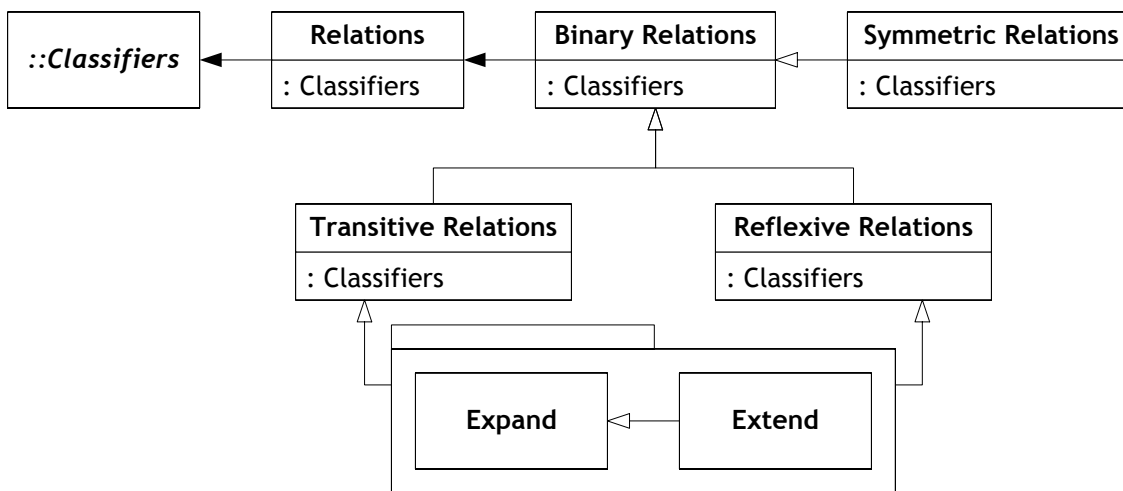 ::Classifiers
Relations
: Classifiers
Binary Relations
: Classifiers
Symmetric Relations
: Classifiers
Transitive Relations
: Classifiers
Reflexive Relations
: Classifiers
Expand
Extend